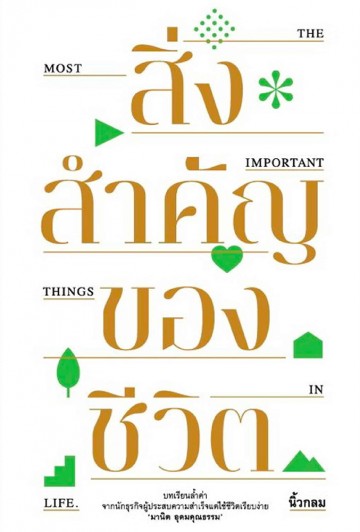 THE
MOST
สิ่ง
IMPORTANT
สำคัญ
THINGS
ของ
IN
ชีวิต
LIFE.
บทเรียนล้ำค่า
จากนักธุรกิจผู้ประสบความสำเร็จแต่ใช้ชีวิตเรียบง่าย
'มานิต อุดมคุณธรรม'
นิ้วกลม